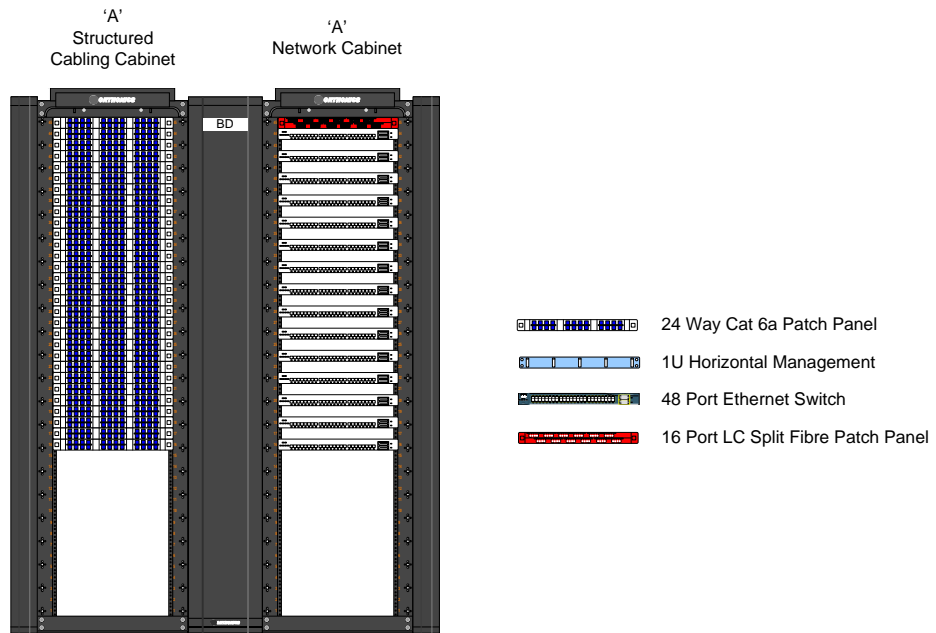 ‘A’
Structured
Cabling Cabinet
‘A’
Network Cabinet
BD
24 Way Cat 6a Patch Panel
1U Horizontal Management
48 Port Ethernet Switch
16 Port LC Split Fibre Patch Panel